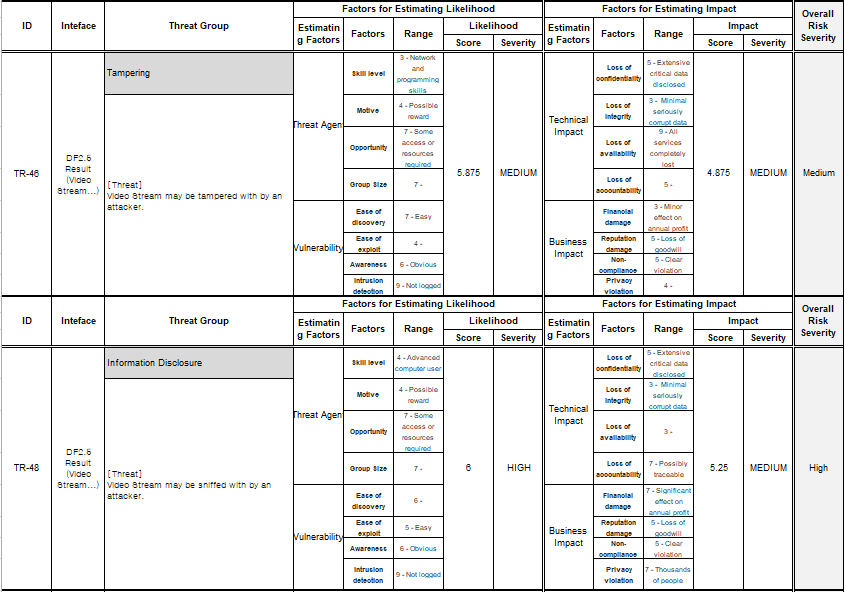 ID
Inteface
Threat Group
Factors for Estimating Likelihood
Factors for Estimating Impact
Overall
Risk
Severity
Estimatin
g Factors
Factors
Range
Likelihood
Score
Severity
Estimatin
g Factors
Factors
Range
Impact
Score
Severity
TR-46
DF2.5
Result
(Video
Stream...)
Tampering
[Threat]
Video Stream may be tampered with by an
attacker.
Threat Agent
Skill level
3 - Network
and
programming
skills
Motive
4 - Possible
reward
Opportunity
7 - Some
access or
resources
required
Group Size
7 -
Vulnerability
Ease of
discovery
7 - Easy
Ease of
exploit
4 -
Awareness
6 - Obvious
Intrusion
detection
9 - Not logged
5.875
MEDIUM
Technical
Impact
Loss of
confidentiality
5 - Extensive
critical data
disclosed
Loss of
integrity
3 - Minimal
seriously
corrupt data
Loss of
availability
9 - All
services
completely
lost
Loss of
accountability
5 -
Business
Impact
Financial
damage
3 - Minor
effect on
annual profit
Reputation
damage
5 - Loss of
goodwill
Non-
compliance
5 - Clear
violation
Privacy
violation
4 -
4.875
MEDIUM
Medium
ID
Inteface
Threat Group
Factors for Estimating Likelihood
Factors for Estimating Impact
Overall
Risk
Severity
Estimatin
g Factors
Factors
Range
Likelihood
Score
Severity
Estimatin
g Factors
Factors
Range
Impact
Score
Severity
TR-48
DF2.5
Result
(Video
Stream...)
Information Disclosure
[Threat]
Video Stream may be sniffed with by an
attacker.
Threat Agent
Skill level
4 - Advanced
computer user
Motive
4 - Possible
reward
Opportunity
7 - Some
access or
resources
required
Group Size
7 -
Vulnerability
Ease of
discovery
6 -
Ease of
exploit
5 - Easy
Awareness
6 - Obvious
Intrusion
detection
9 - Not logged
6
HIGH
Technical
Impact
Loss of
confidentiality
5 - Extensive
critical data
disclosed
Loss of
integrity
3 - Minimal
seriously
corrupt data
Loss of
availability
3 -
Loss of
accountability
7 - Possibly
traceable
Business
Impact
Financial
damage
7 - Significant
effect on
annual profit
Reputation
damage
5 - Loss of
goodwill
Non-
compliance
5 - Clear
violation
Privacy
violation
7 - Thousands
of people
5.25
MEDIUM
High